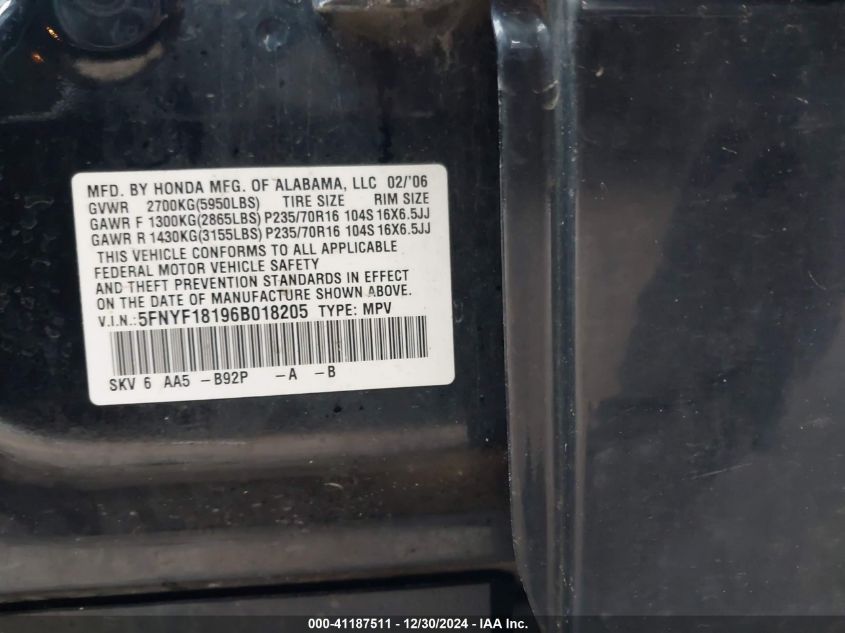 MFD. BY HONDA MFG. OF ALABAMA, LLC 02/'06
GVWR 2700KG(5950LBS) TIRE SIZE RIM SIZE
GAWR F 1300KG(2865LBS) P235/70R16 104S 16X6.5JJ
GAWR R 1430KG(3155LBS) P235/70R16 104S 16X6.5JJ
THIS VEHICLE CONFORMS TO ALL APPLICABLE
FEDERAL MOTOR VEHICLE SAFETY
AND THEFT PREVENTION STANDARDS IN EFFECT
ON THE DATE OF MANUFACTURE SHOWN ABOVE.
V.I.N.: 5FNYF18196B018205 TYPE: MPV
SKV 6 AA5 -B92P -A -B
000-41187511 - 12/30/2024 - IAA Inc.